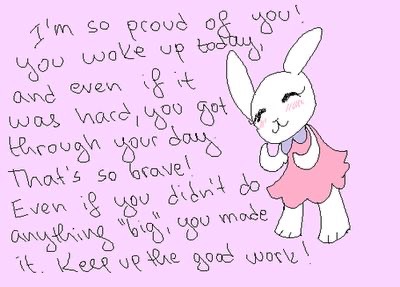 I'm so proud of you!
you woke up today,
and even if it
was hard, you got
through your day.
That's so brave!
Even if you didn't do
anything "big", you made
it. Keep up the good work!